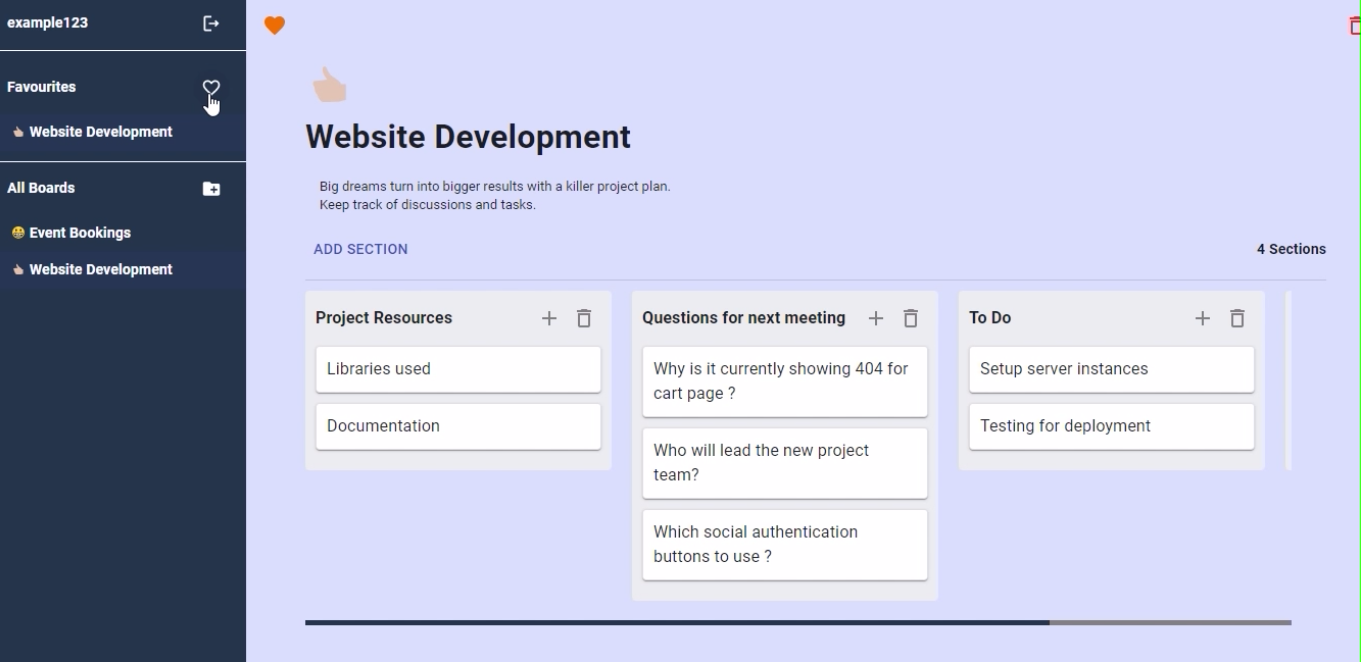 example123
Favourites
Website Development
All Boards
Event Bookings
Website Development
Website Development
Big dreams turn into bigger results with a killer project plan.
Keep track of discussions and tasks.
ADD SECTION
4 Sections
Project Resources
Libraries used
Documentation
Questions for next meeting
Why is it currently showing 404 for
cart page ?
Who will lead the new project
team?
Which social authentication
buttons to use ?
To Do
Setup server instances
Testing for deployment